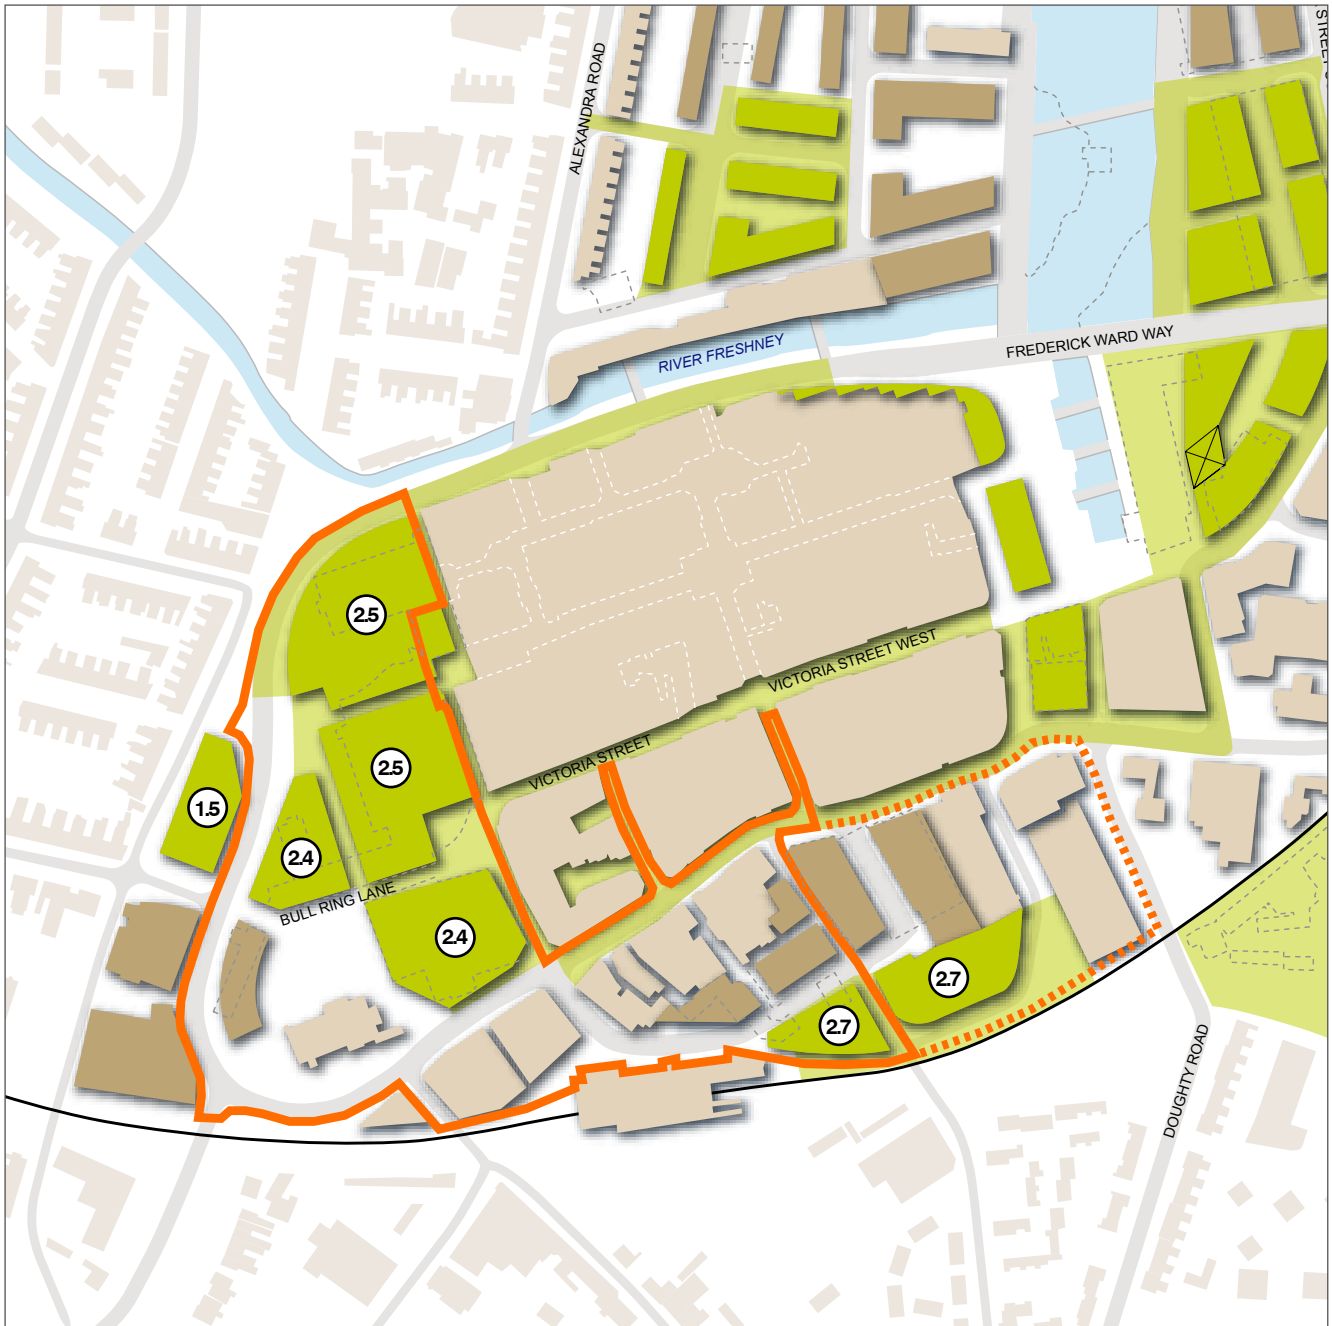 STREET
ALEXANDRA ROAD
RIVER FRESHNEY
FREDERICK WARD WAY
2.5
VICTORIA STREET WEST
VICTORIA STREET
2.5
1.5
2.4
BULL RING LANE
2.4
2.7
2.7
DOUGHTY ROAD